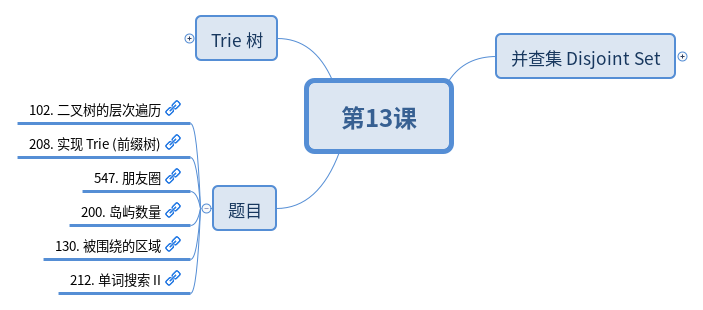 Trie 树
并查集 Disjoint Set
第13课
102. 二叉树的层次遍历
208. 实现 Trie (前缀树)
547. 朋友圈
题目
200. 岛屿数量
130. 被围绕的区域
212. 单词搜索 II